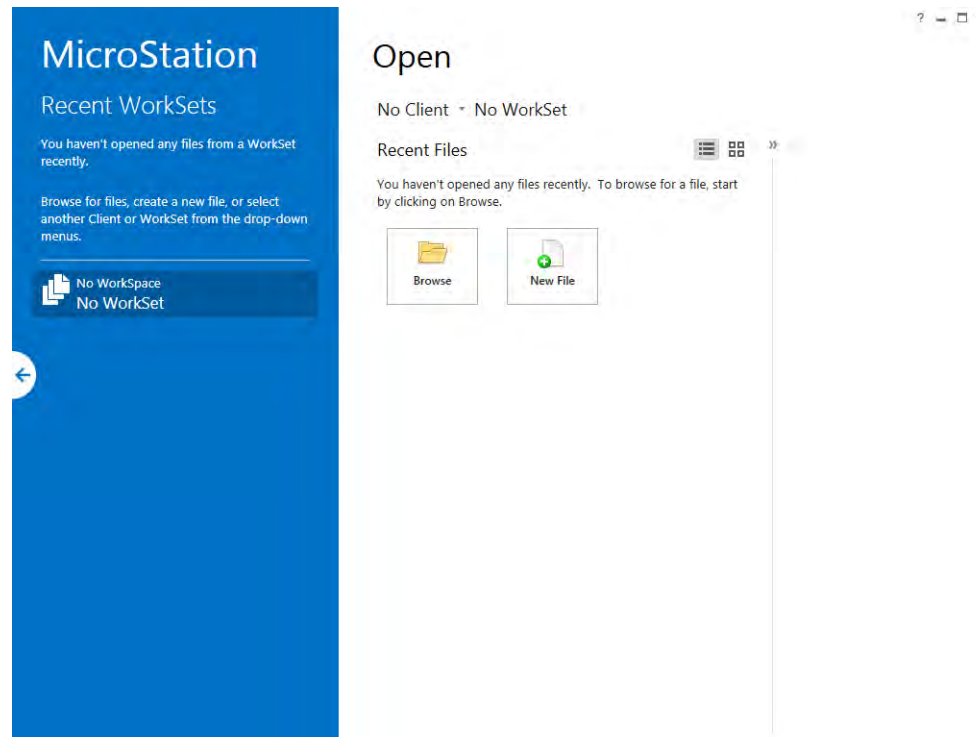 MicroStation
Recent WorkSets
You haven't opened any files from a WorkSet
recently.
Browse for files, create a new file, or select
another Client or WorkSet from the drop-down
menus.
No WorkSpace
No WorkSet
?
Open
No Client No WorkSet
Recent Files
You haven't opened any files recently. To browse for a file, start
by clicking on Browse.
Browse
New File